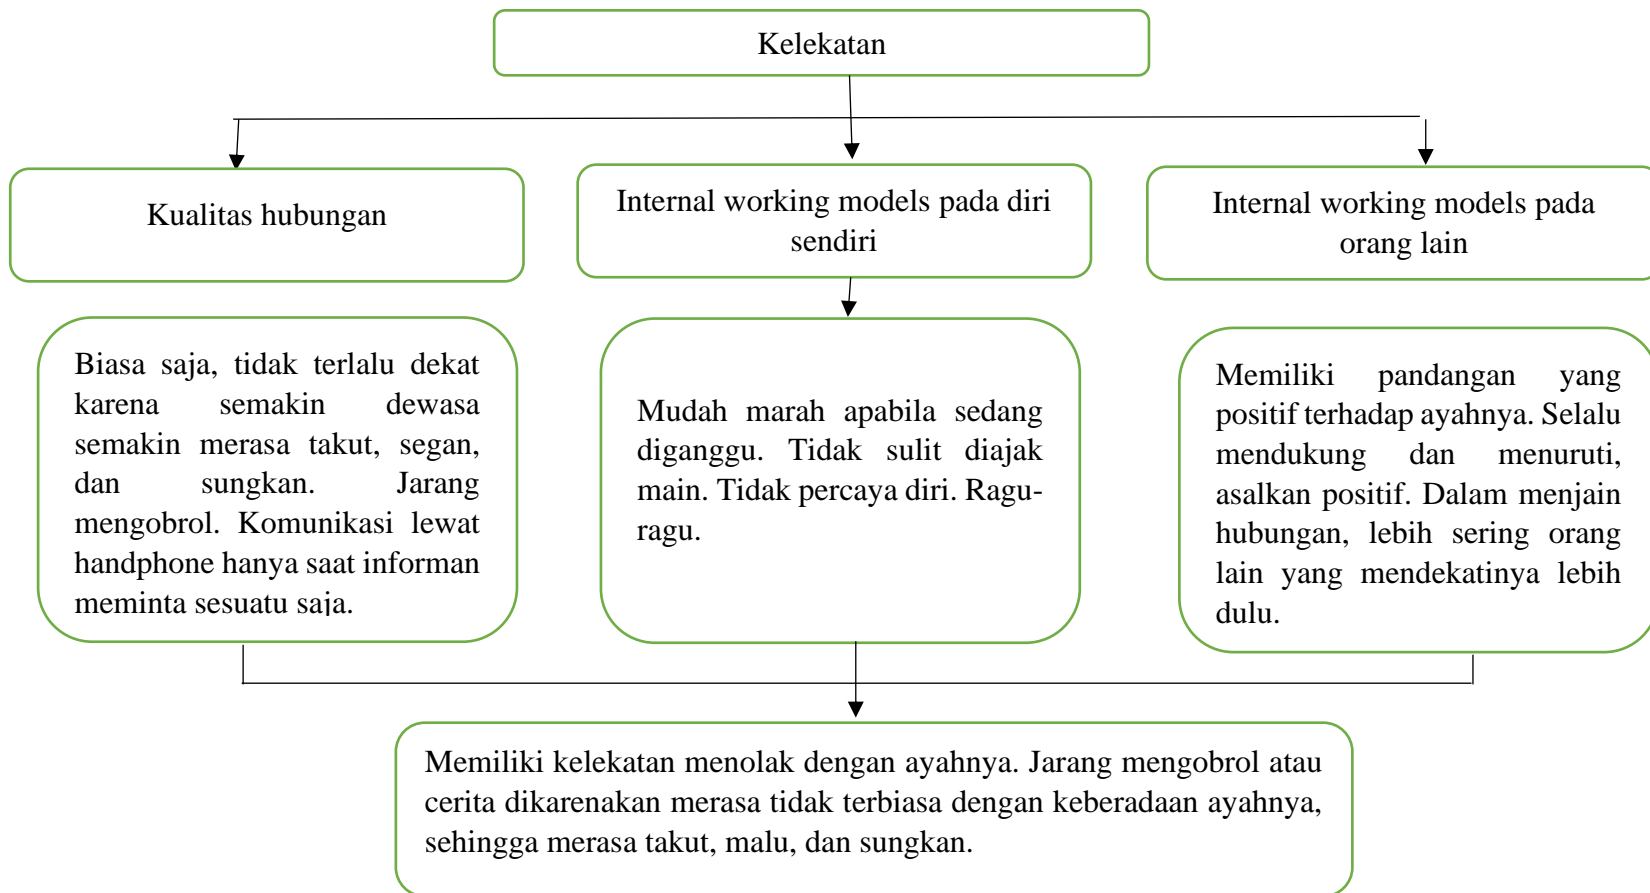 Kelekatan
Kualitas hubungan
Internal working models pada diri
sendiri
Internal working models pada
orang lain
Biasa saja, tidak terlalu dekat
karena semakin dewasa
semakin merasa takut, segan,
dan sungkan. Jarang
mengobrol. Komunikasi lewat
handphone hanya saat informan
meminta sesuatu saja.
Mudah marah apabila sedang
diganggu. Tidak sulit diajak
main. Tidak percaya diri. Ragu-
ragu.
Memiliki pandangan yang
positif terhadap ayahnya. Selalu
mendukung dan menuruti,
asalkan positif. Dalam menjain
hubungan, lebih sering orang
lain yang mendekatinya lebih
dulu.
Memiliki kelekatan menolak dengan ayahnya. Jarang mengobrol atau
cerita dikarenakan merasa tidak terbiasa dengan keberadaan ayahnya,
sehingga merasa takut, malu, dan sungkan.